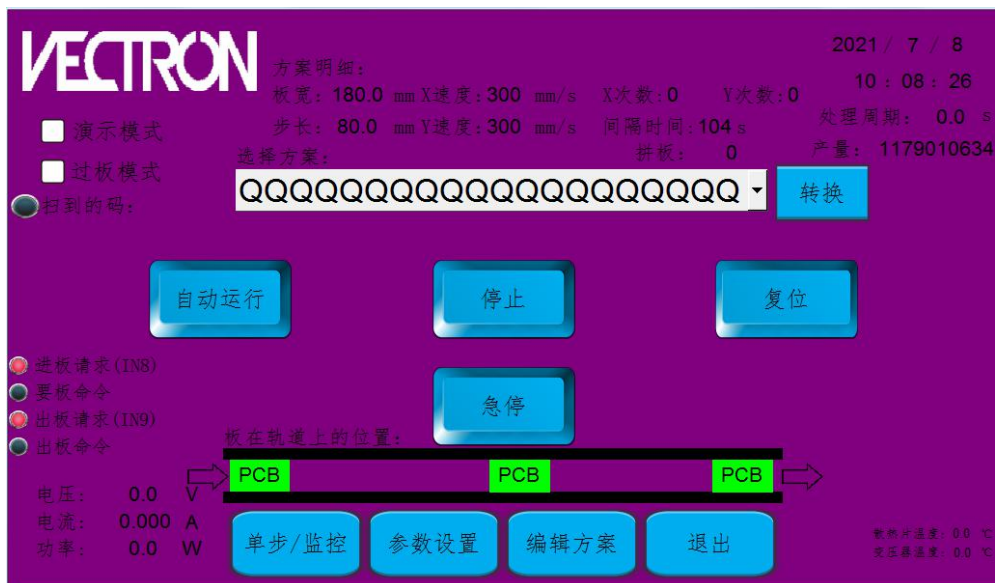 VECTRON
2021 / 7 / 8
10 : 08 : 26
方案明细:
板宽: 180.0 mm X速度: 300 mm/s X次数: 0 Y次数: 0
步长: 80.0 mm Y速度: 300 mm/s 间隔时间: 104 s
处理周期: 0.0 s
拼板: 0
产量: 1179010634
演示模式
过板模式
扫到的码:
选择方案:
QQQQQQQQQQQQQQQQQQQQ
转换
自动运行
停止
复位
急停
进板请求(IN8)
要板命令
出板请求(IN9)
出板命令
板在轨道上的位置:
PCB PCB PCB
电压: 0.0 V
电流: 0.000 A
功率: 0.0 W
单步/监控
参数设置
编辑方案
退出
散热片温度: 0.0 ℃
变压器温度: 0.0 ℃